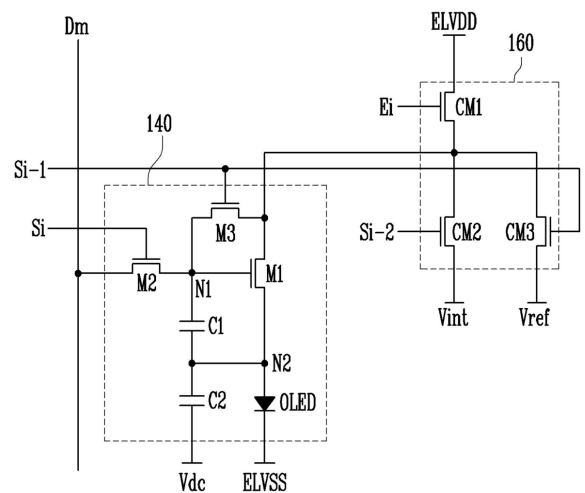 Dm
ELVDD
160
140
Ei
CM1
Si-1
Si
M3
Si-2
CM2
CM3
M2
N1
M1
C1
Vint
Vref
N2
C2
OLED
Vdc
ELVSS